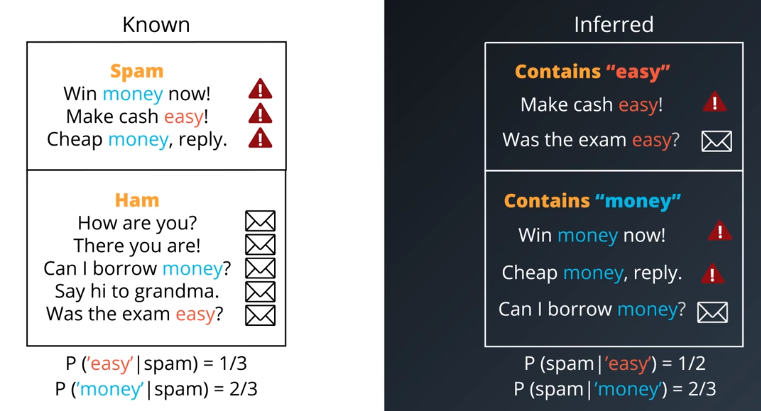 Known
Spam
Win money now!
Make cash easy!
Cheap money, reply.
Ham
How are you?
There you are!
Can I borrow money?
Say hi to grandma.
Was the exam easy?
P (’easy’|spam) = 1/3
P (’money’|spam) = 2/3
Inferred
Contains “easy”
Make cash easy!
Was the exam easy?
Contains “money”
Win money now!
Cheap money, reply.
Can I borrow money?
P (spam|’easy’) = 1/2
P (spam|’money’) = 2/3